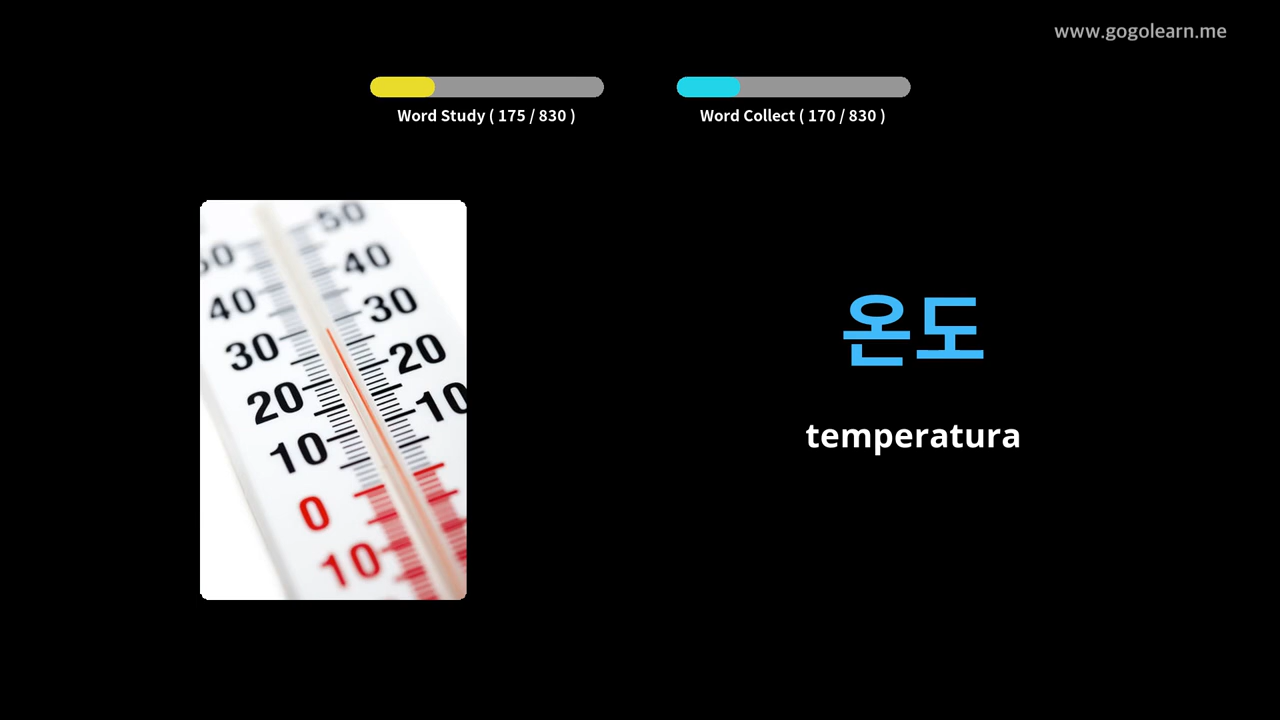 www.gogolearn.me
Word Study ( 175 / 830 )
Word Collect ( 170 / 830 )
50
50
40
40
30
30
20
20
10
10
0
10
온도
temperatura